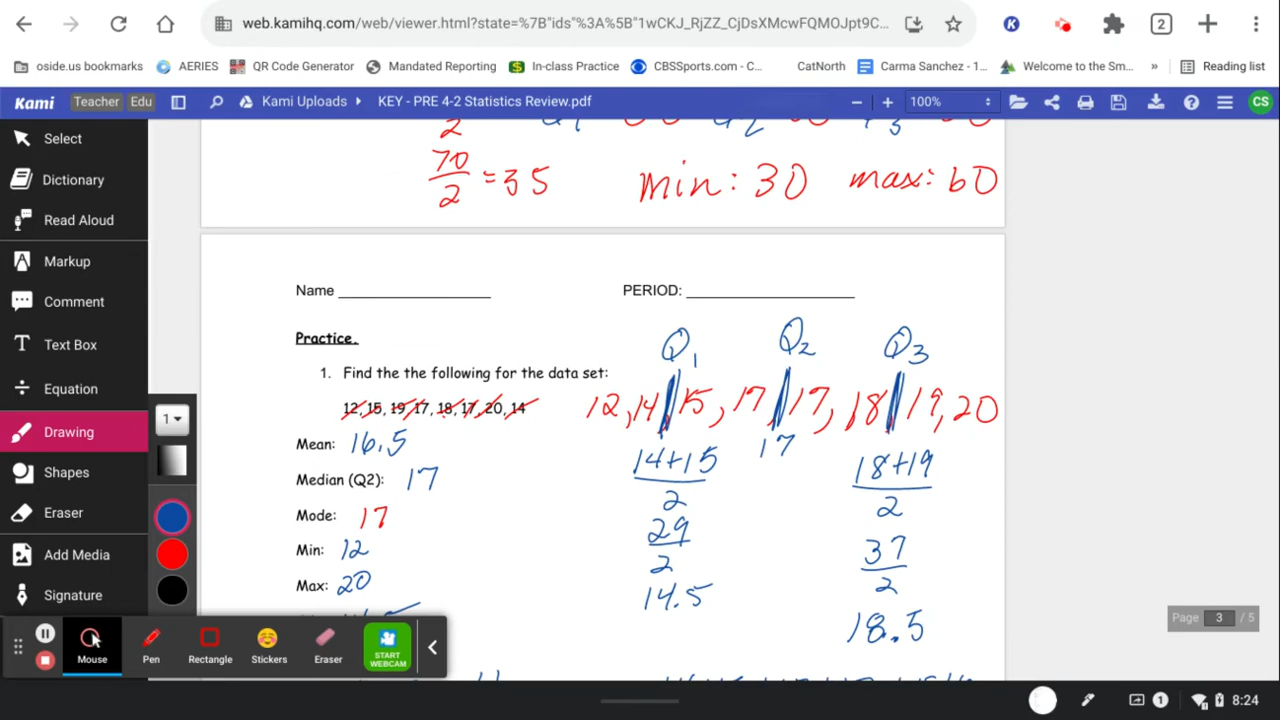 web.kamihq.com/web/viewer.html?state=%7B"ids"%3A%5B"1wCKJ_RjZZ_CjDsXMcwFQMOJpt9C...
2
oside.us bookmarks AERIES QR Code Generator Mandated Reporting In-class Practice CBSSports.com - C... CatNorth Carma Sanchez - 1... Welcome to the Sm... » Reading list
Kami Teacher Edu Kami Uploads KEY - PRE 4-2 Statistics Review.pdf 100% CS
Select
Dictionary
Read Aloud
Markup
Comment
Text Box
Equation
Drawing
Shapes
Eraser
Add Media
Signature
1
2
70/2 = 35 min: 30 max: 60
Name ____________ PERIOD: ____________
Practice.
Q1 Q2 Q3
1. Find the the following for the data set:
12, 15, 19, 17, 18, 17, 20, 14
12, 14, 15, 17, 17, 18, 19, 20
Mean: 16.5
Median (Q2): 17
Mode: 17
Min: 12
Max: 20
14+15
2
29
2
14.5
17
18+19
2
37
2
18.5
Page 3 / 5
Mouse Pen Rectangle Stickers Eraser START WEBCAM
1 8:24